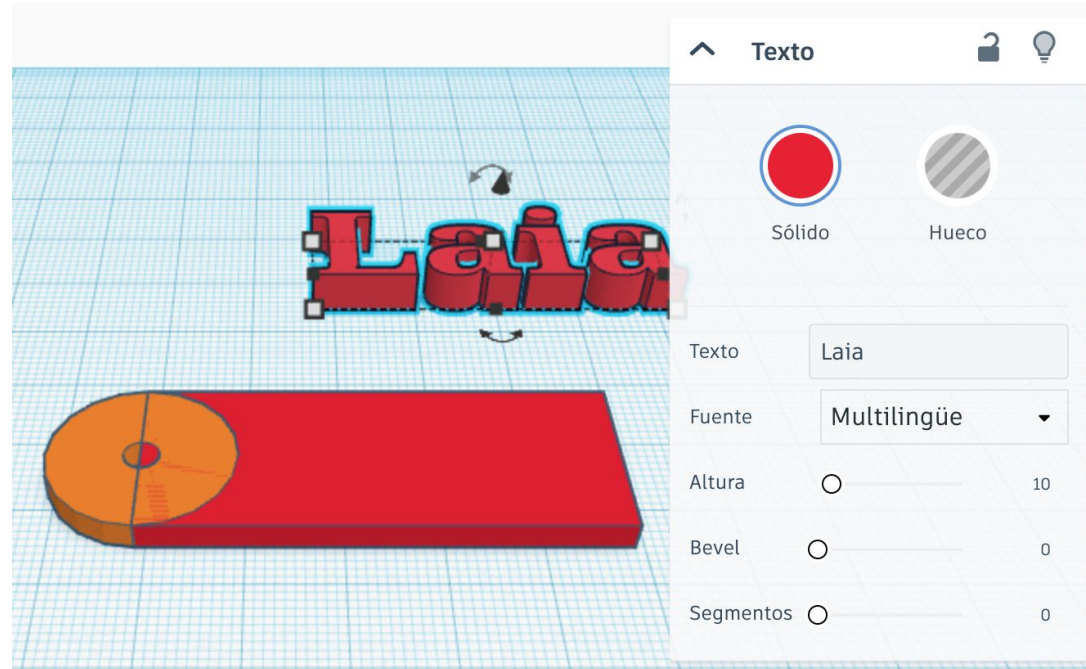 Texto
Sólido Hueco
Laia
Texto Laia
Fuente Multilingüe
Altura 10
Bevel 0
Segmentos 0